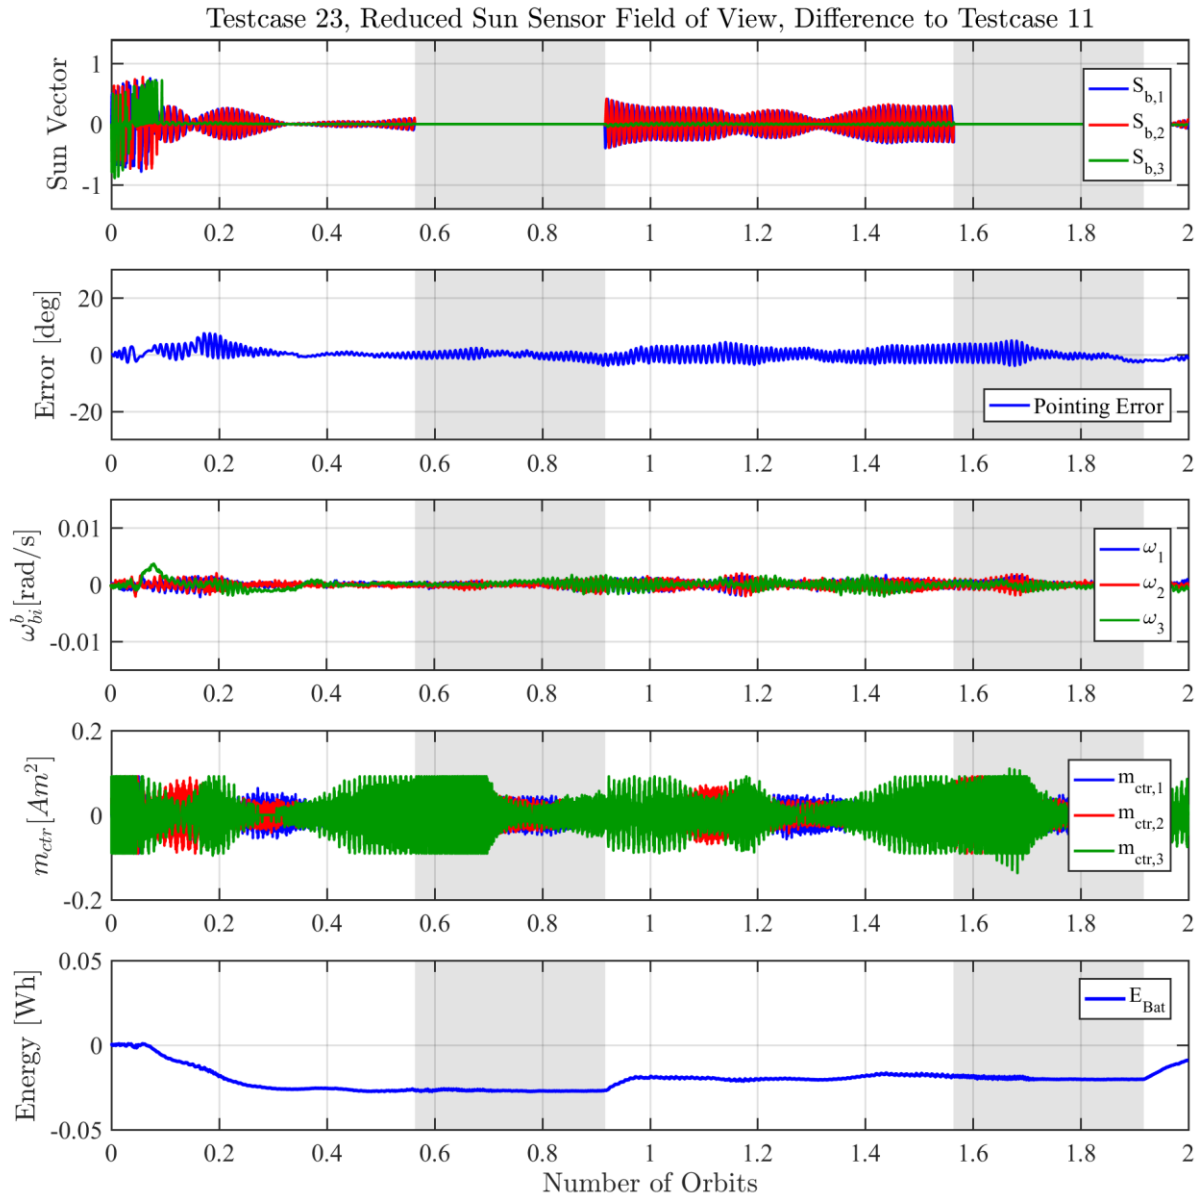 Testcase 23, Reduced Sun Sensor Field of View, Difference to Testcase 11
Sun Vector
1
0
-1
S_b,1
S_b,2
S_b,3
0 0.2 0.4 0.6 0.8 1 1.2 1.4 1.6 1.8 2
Error [deg]
20
0
-20
Pointing Error
0 0.2 0.4 0.6 0.8 1 1.2 1.4 1.6 1.8 2
ω^b_bi [rad/s]
0.01
0
-0.01
ω_1
ω_2
ω_3
0 0.2 0.4 0.6 0.8 1 1.2 1.4 1.6 1.8 2
m_ctr [Am^2]
0.2
0
-0.2
m_ctr,1
m_ctr,2
m_ctr,3
0 0.2 0.4 0.6 0.8 1 1.2 1.4 1.6 1.8 2
Energy [Wh]
0.05
0
-0.05
E_Bat
0 0.2 0.4 0.6 0.8 1 1.2 1.4 1.6 1.8 2
Number of Orbits